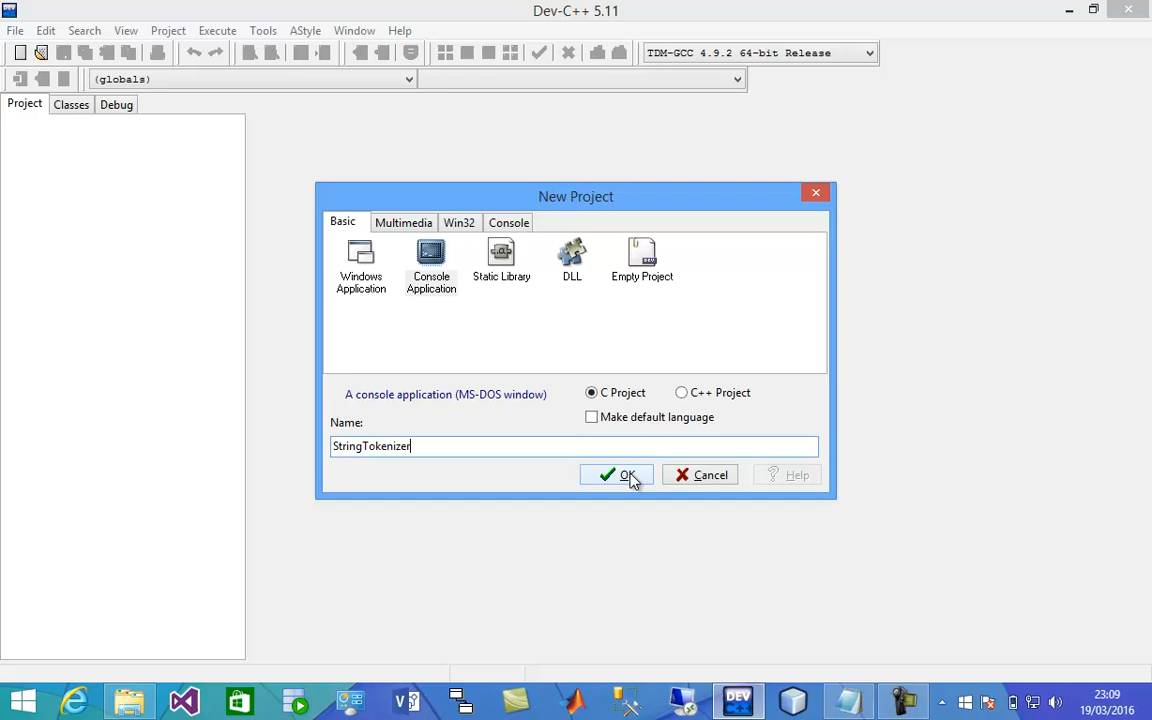 Dev-C++ 5.11
File Edit Search View Project Execute Tools AStyle Window Help
TDM-GCC 4.9.2 64-bit Release
(globals)
Project Classes Debug
New Project
Basic Multimedia Win32 Console
Windows Application
Console Application
Static Library
DLL
Empty Project
A console application (MS-DOS window)
C Project C++ Project
Make default language
Name:
StringTokenizer
OK Cancel Help
DEV C++
23:09
19/03/2016